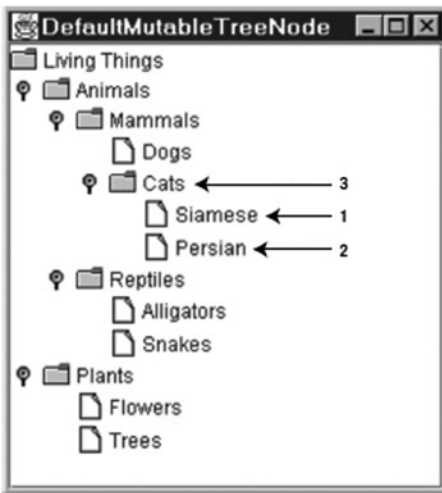 DefaultMutableTreeNode
Living Things
Animals
Mammals
Dogs
Cats 3
Siamese 1
Persian 2
Reptiles
Alligators
Snakes
Plants
Flowers
Trees